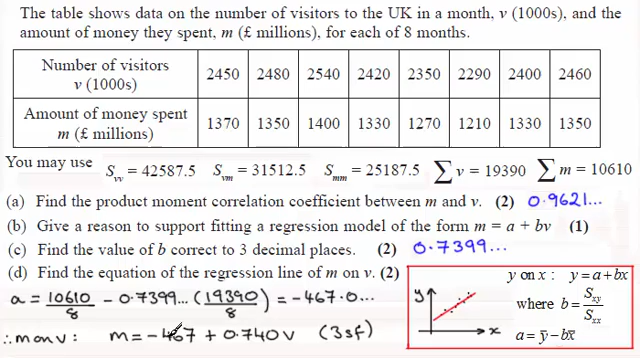 The table shows data on the number of visitors to the UK in a month, v (1000s), and the
amount of money they spent, m (£ millions), for each of 8 months.
Number of visitors v (1000s) 2450 2480 2540 2420 2350 2290 2400 2460
Amount of money spent m (£ millions) 1370 1350 1400 1330 1270 1210 1330 1350
You may use S_vv = 42587.5 S_vm = 31512.5 S_mm = 25187.5 ∑v = 19390 ∑m = 10610
(a) Find the product moment correlation coefficient between m and v. (2) 0.9621...
(b) Give a reason to support fitting a regression model of the form m = a + bv (1)
(c) Find the value of b correct to 3 decimal places. (2) 0.7399...
(d) Find the equation of the regression line of m on v. (2)
a = 10610/8 - 0.7399...(19390/8) = -467.0...
∴ m on v: m = -467 + 0.740v (3sf)
y
x
y on x: y = a + bx
where b = S_xy/S_xx
a = ȳ - bx̄